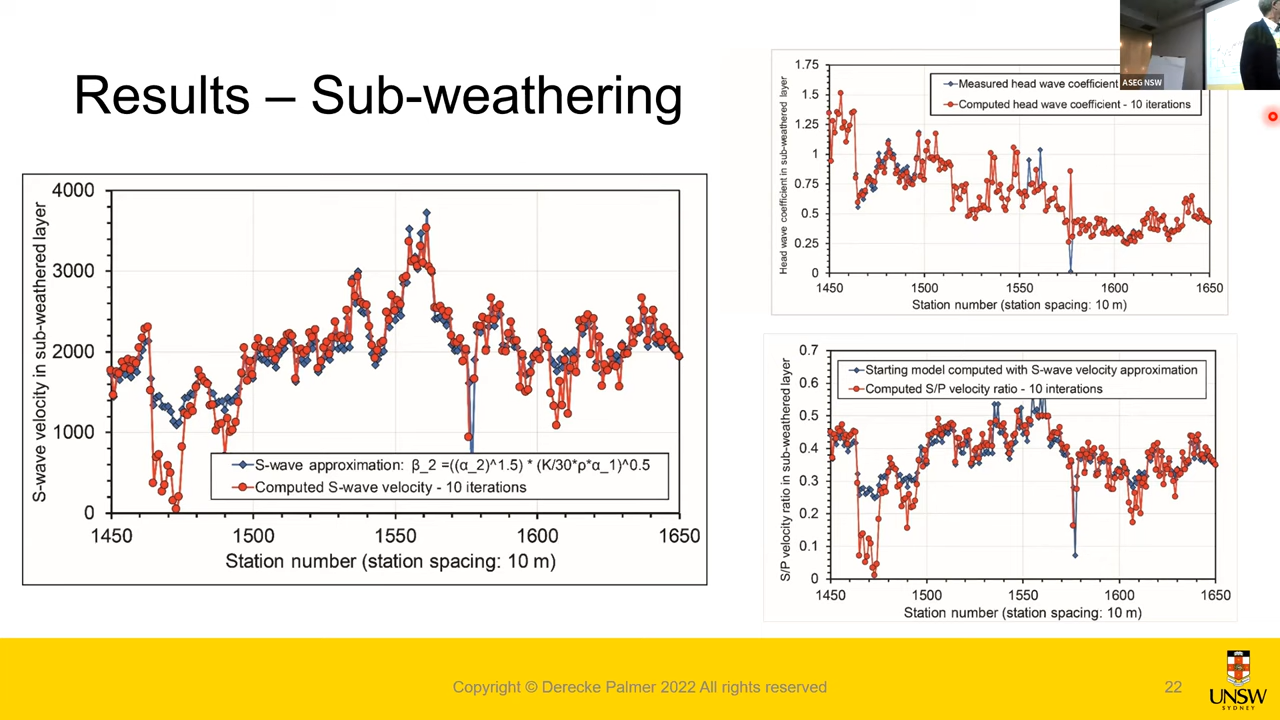 Results – Sub-weathering
S-wave velocity in sub-weathered layer
4000
3000
2000
1000
0
S-wave approximation: β_2 =((α_2)^1.5) * (K/30*ρ*α_1)^0.5
Computed S-wave velocity - 10 iterations
1450 1500 1550 1600 1650
Station number (station spacing: 10 m)
Head wave coefficient in sub-weathered layer
1.75
1.5
1.25
1
0.75
0.5
0.25
0
Measured head wave coefficient
Computed head wave coefficient - 10 iterations
1450 1500 1550 1600 1650
Station number (station spacing: 10 m)
ASEG NSW
S/P velocity ratio in sub-weathered layer
0.7
0.6
0.5
0.4
0.3
0.2
0.1
0
Starting model computed with S-wave velocity approximation
Computed S/P velocity ratio - 10 interations
1450 1500 1550 1600 1650
Station number (station spacing: 10 m)
Copyright © Derecke Palmer 2022 All rights reserved
22
UNSW
SYDNEY